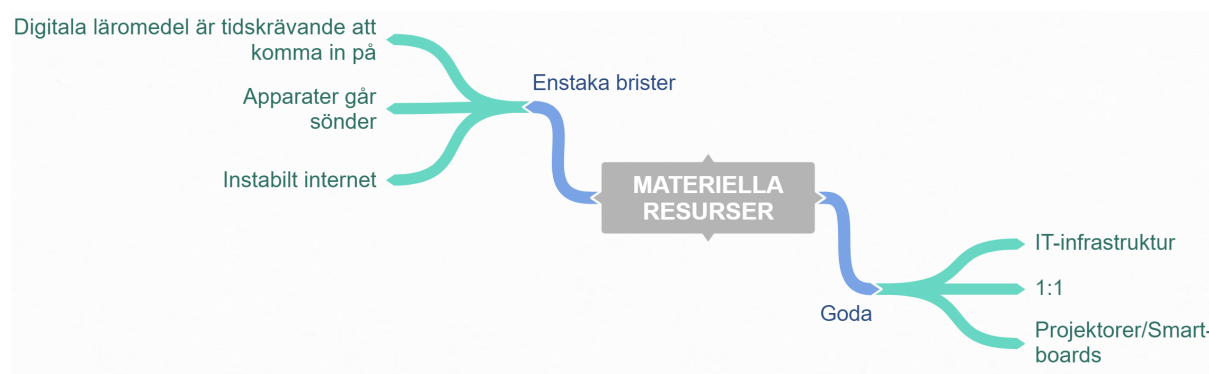 Digitala läromedel är tidskrävande att
komma in på
Enstaka brister
Apparater går
sönder
Instabilt internet
MATERIELLA
RESURSER
IT-infrastruktur
1:1
Goda
Projektorer/Smart-
boards